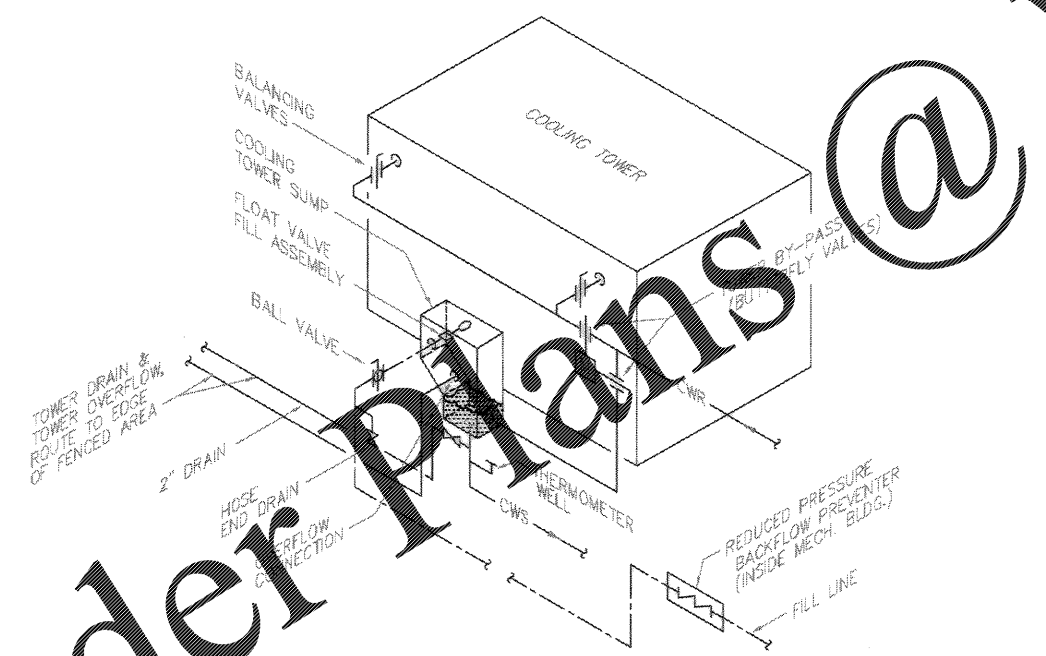 BALANCING
VALVES
COOLING
TOWER SUMP
FLOAT VALVE
FILL ASSEMBLY
BALL VALVE
TOWER DRAIN &
TOWER OVERFLOW,
ROUTE TO EDGE
OF FENCED AREA
2" DRAIN
HOSE
END DRAIN
OVERFLOW
CONNECTION
COOLING TOWER
BY-PASS
(BUTTERFLY VALVES)
CWR
THERMOMETER
WELL
CWS
REDUCED PRESSURE
BACKFLOW PREVENTER
(INSIDE MECH. BLDG.)
FILL LINE
der Plans @